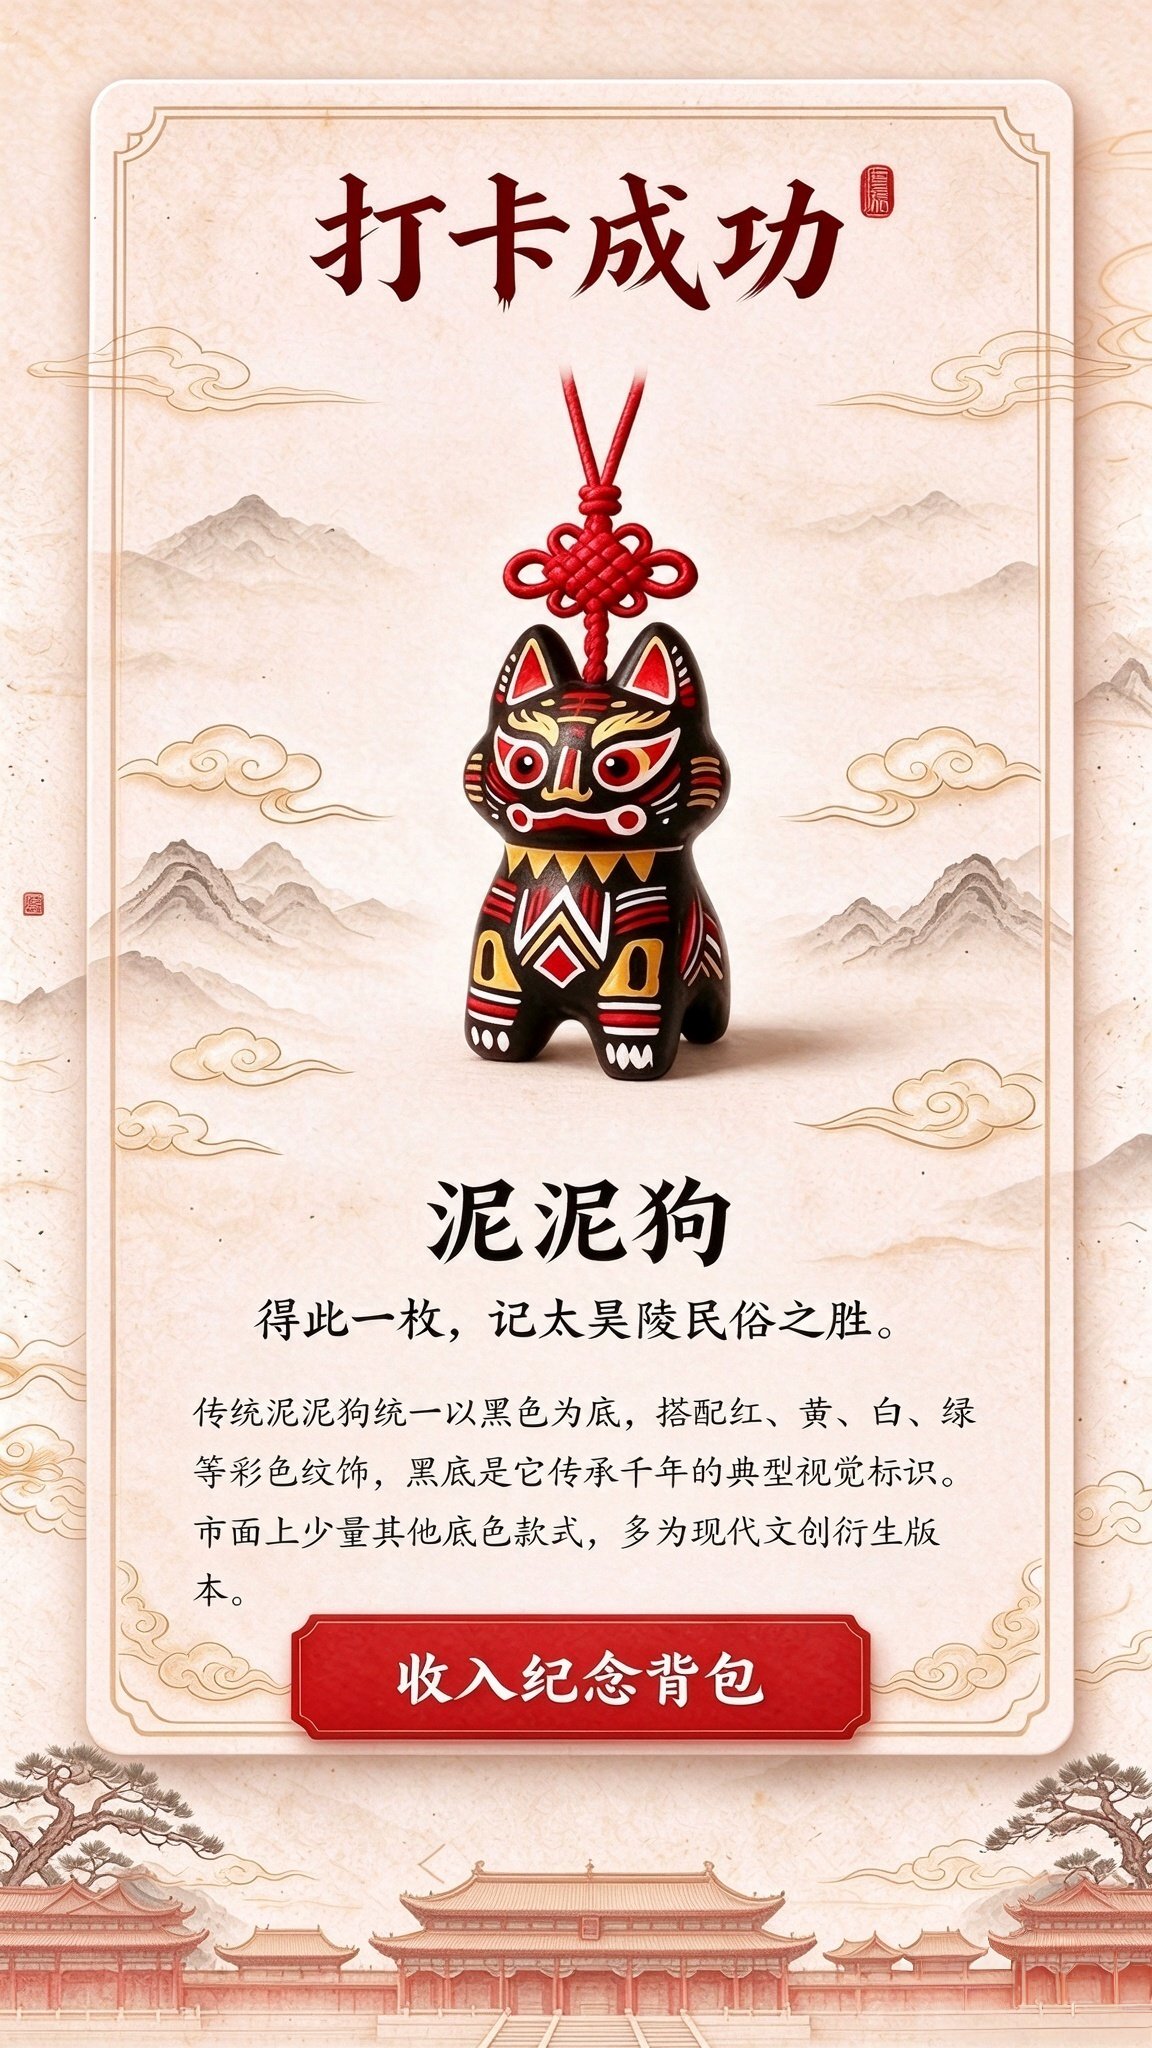 打卡成功
泥泥狗
得此一枚，记太昊陵民俗之胜。
传统泥泥狗统一以黑色为底，搭配红、黄、白、绿
等彩色纹饰，黑底是它传承千年的典型视觉标识。
市面上少量其他底色款式，多为现代文创衍生版
本。
收入纪念背包